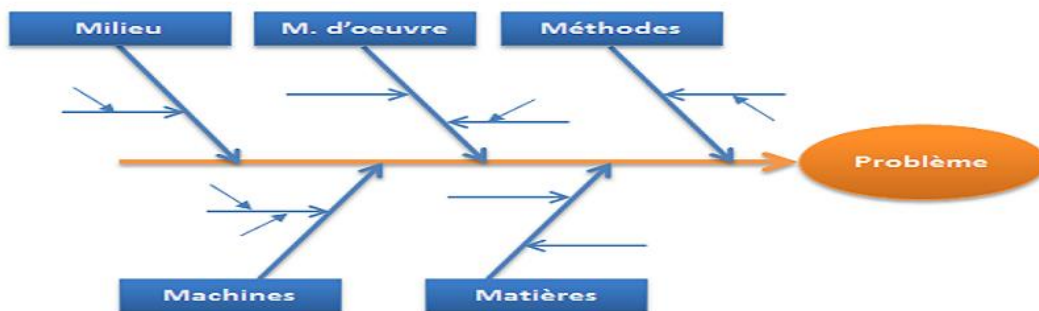 Milieu
M. d'oeuvre
Méthodes
Problème
Machines
Matières